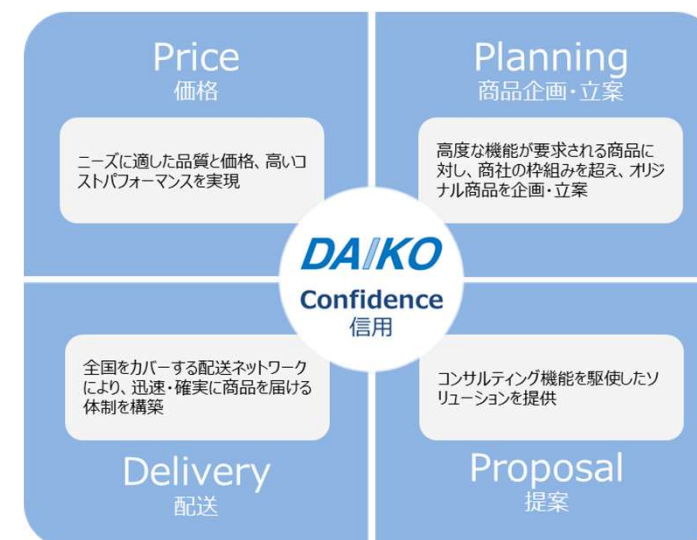 Price
価格
ニーズに適した品質と価格、高いコ
ストパフォーマンスを実現
Planning
商品企画・立案
高度な機能が要求される商品に
対し、商社の枠組みを超え、オリジ
ナル商品を企画・立案
DAIKO
Confidence
信用
全国をカバーする配送ネットワーク
により、迅速・確実に商品を届ける
体制を構築
Delivery
配送
コンサルティング機能を駆使したソ
リューションを提供
Proposal
提案